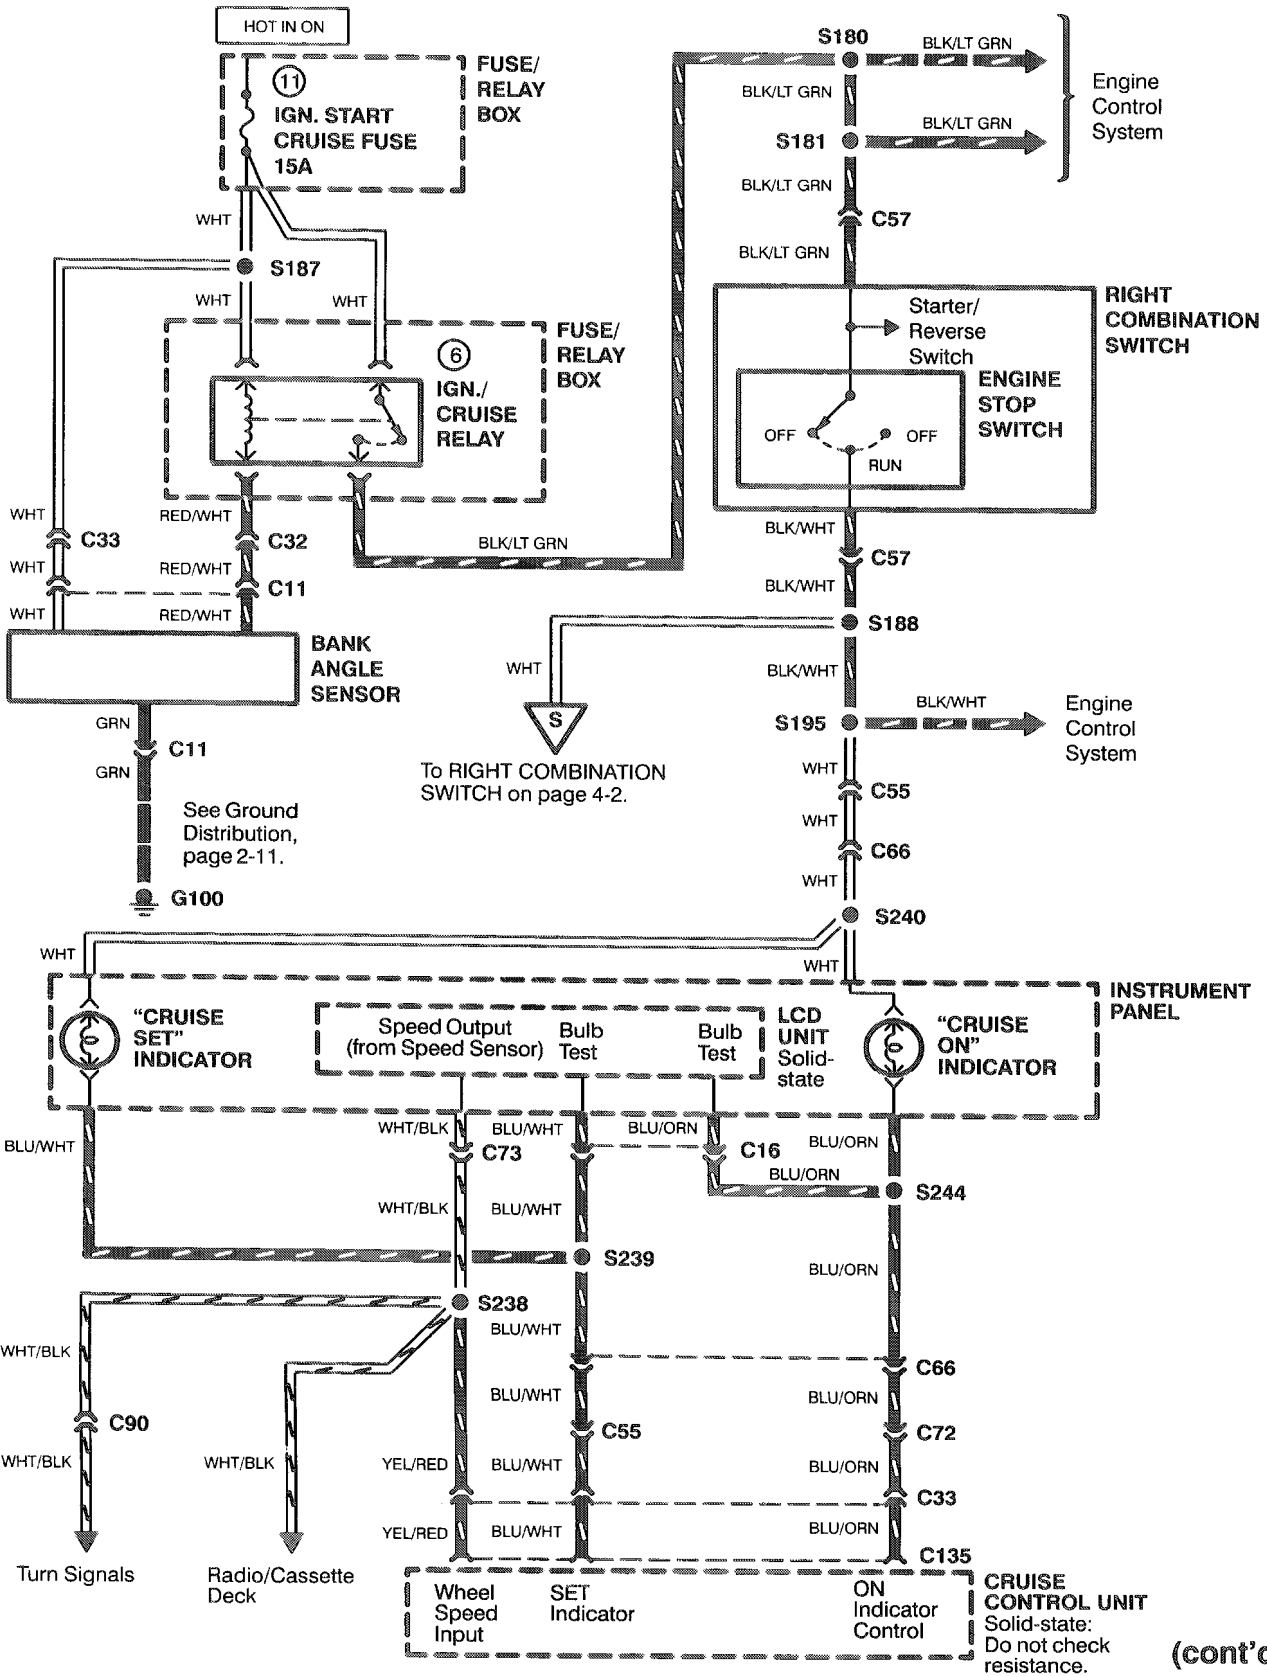 HOT IN ON
11
IGN. START
CRUISE FUSE
15A
FUSE/
RELAY
BOX
WHT
S187
WHT
WHT
6
IGN./
CRUISE
RELAY
FUSE/
RELAY
BOX
WHT
C33
RED/WHT
C32
WHT
RED/WHT
C11
WHT
RED/WHT
BLK/LT GRN
BANK
ANGLE
SENSOR
GRN
C11
GRN
See Ground
Distribution,
page 2-11.
G100
S180
BLK/LT GRN
BLK/LT GRN
S181
BLK/LT GRN
Engine
Control
System
BLK/LT GRN
C57
BLK/LT GRN
RIGHT
COMBINATION
SWITCH
Starter/
Reverse
Switch
ENGINE
STOP
SWITCH
OFF
OFF
RUN
BLK/WHT
C57
BLK/WHT
S188
WHT
BLK/WHT
S
To RIGHT COMBINATION
SWITCH on page 4-2.
S195
BLK/WHT
Engine
Control
System
WHT
C55
WHT
C66
WHT
S240
WHT
WHT
INSTRUMENT
PANEL
"CRUISE
SET"
INDICATOR
Speed Output
(from Speed Sensor)
Bulb
Test
Bulb
Test
LCD
UNIT
Solid-
state
"CRUISE
ON"
INDICATOR
BLU/WHT
WHT/BLK
C73
BLU/WHT
BLU/ORN
C16
BLU/ORN
BLU/ORN
S244
WHT/BLK
BLU/WHT
S239
BLU/ORN
S238
BLU/WHT
WHT/BLK
C66
BLU/WHT
BLU/ORN
C90
C55
C72
WHT/BLK
WHT/BLK
YEL/RED
BLU/WHT
BLU/ORN
C33
YEL/RED
BLU/WHT
BLU/ORN
C135
Turn Signals
Radio/Cassette
Deck
Wheel
Speed
Input
SET
Indicator
ON
Indicator
Control
CRUISE
CONTROL UNIT
Solid-state:
Do not check
resistance.
(cont'd